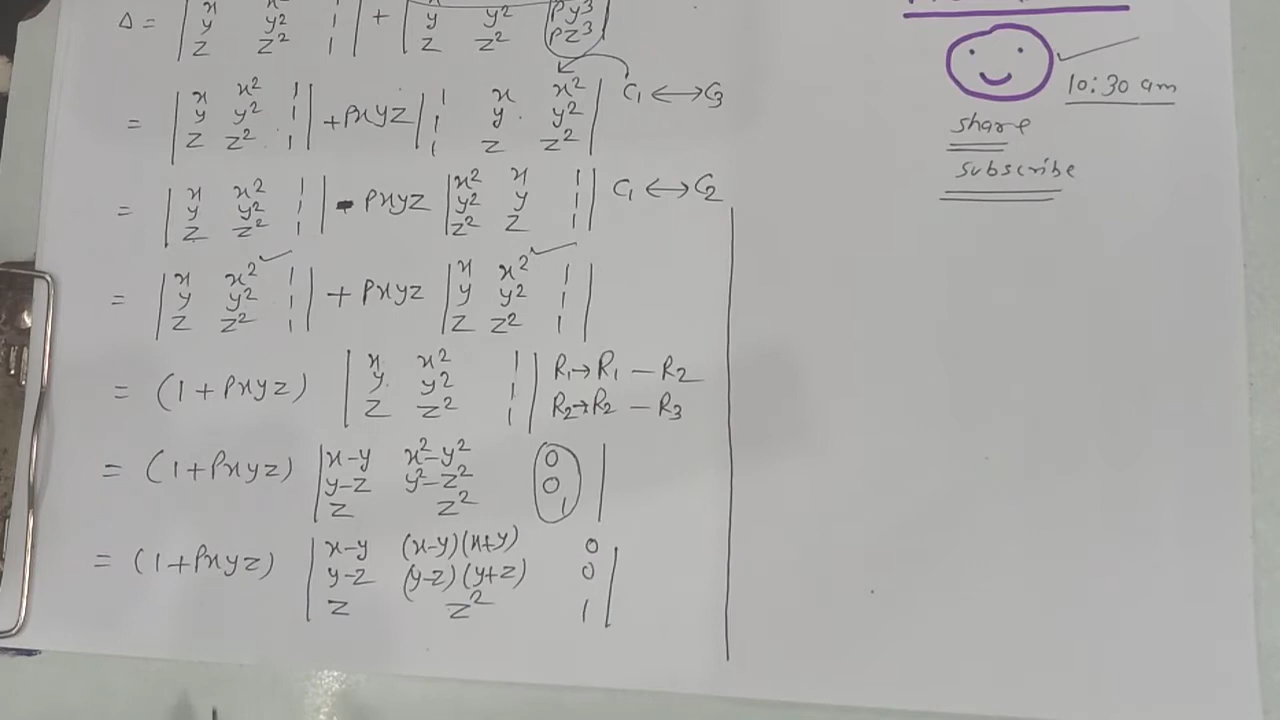 Δ = | x x² 1 | + | x x² px³ |
| y y² 1 | | y y² py³ |
| z z² 1 | | z z² pz³ |
= | x x² 1 | + pxyz | 1 x x² | C₁ ↔ C₃
| y y² 1 | | 1 y y² |
| z z² 1 | | 1 z z² |
= | x x² 1 | - pxyz | x² x 1 | C₁ ↔ C₂
| y y² 1 | | y² y 1 |
| z z² 1 | | z² z 1 |
= | x x² 1 | + pxyz | x x² 1 |
| y y² 1 | | y y² 1 |
| z z² 1 | | z z² 1 |
= (1 + pxyz) | x x² 1 | R₁→R₁ – R₂
| y y² 1 | R₂→R₂ – R₃
| z z² 1 |
= (1 + pxyz) | x-y x²-y² 0 |
| y-z y²-z² 0 |
| z z² 1 |
= (1 + pxyz) | x-y (x-y)(x+y) 0 |
| y-z (y-z)(y+z) 0 |
| z z² 1 |
10:30 am
share
subscribe